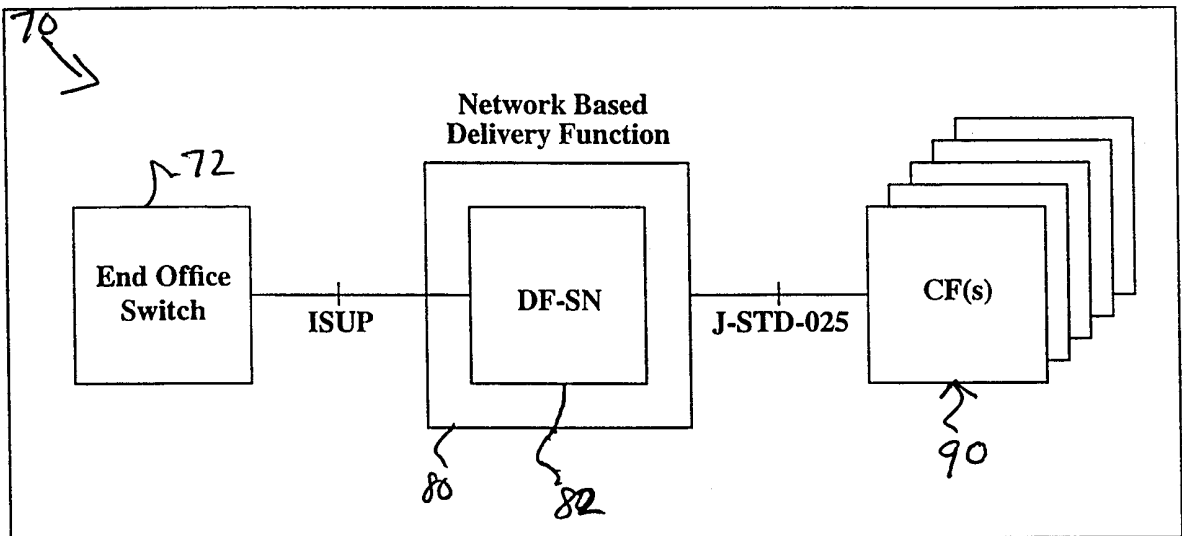 70
Network Based
Delivery Function
72
End Office
Switch
ISUP
DF-SN
J-STD-025
CF(s)
80
82
90